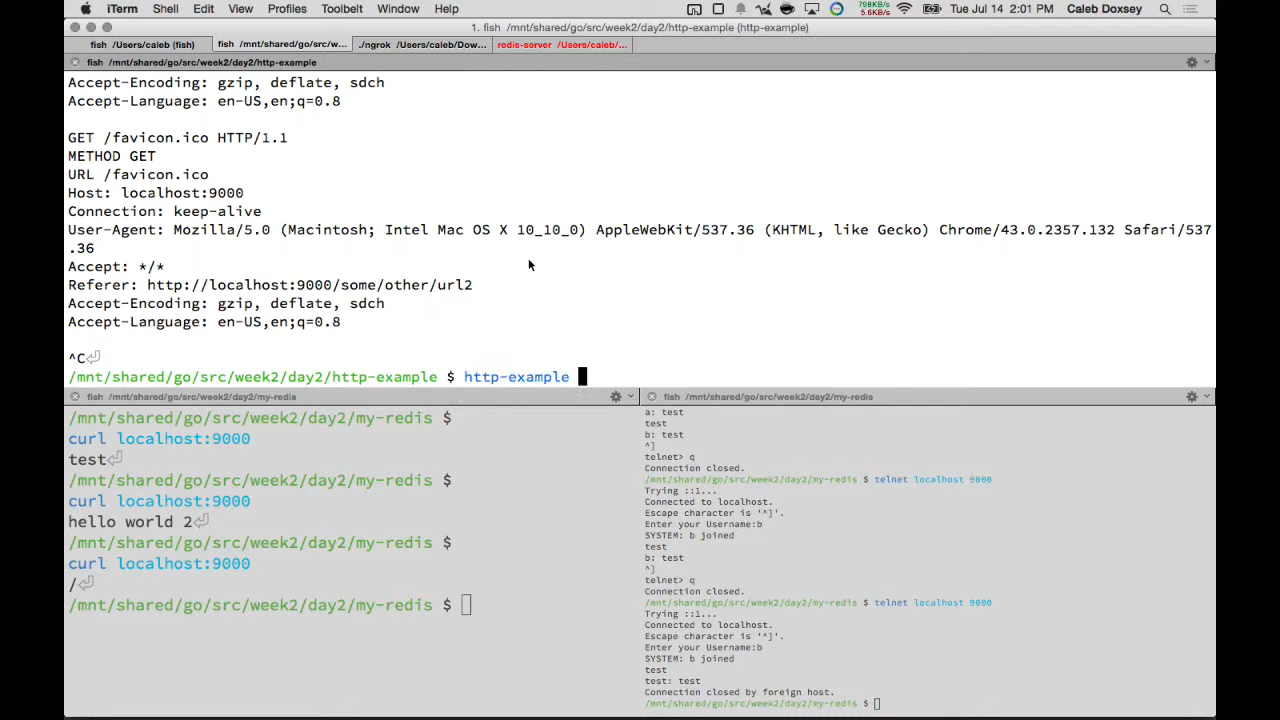 iTerm Shell Edit View Profiles Toolbelt Window Help 798KB/s 5.6KB/s Tue Jul 14 2:01 PM Caleb Doxsey
1. fish /mnt/shared/go/src/week2/day2/http-example (http-example)
fish /Users/caleb (fish) fish /mnt/shared/go/src/w... ./ngrok /Users/caleb/Dow... redis-server /Users/caleb/...
fish /mnt/shared/go/src/week2/day2/http-example
Accept-Encoding: gzip, deflate, sdch
Accept-Language: en-US,en;q=0.8
GET /favicon.ico HTTP/1.1
METHOD GET
URL /favicon.ico
Host: localhost:9000
Connection: keep-alive
User-Agent: Mozilla/5.0 (Macintosh; Intel Mac OS X 10_10_0) AppleWebKit/537.36 (KHTML, like Gecko) Chrome/43.0.2357.132 Safari/537
.36
Accept: */*
Referer: http://localhost:9000/some/other/url2
Accept-Encoding: gzip, deflate, sdch
Accept-Language: en-US,en;q=0.8
^C⏎
/mnt/shared/go/src/week2/day2/http-example $ http-example
fish /mnt/shared/go/src/week2/day2/my-redis
/mnt/shared/go/src/week2/day2/my-redis $
curl localhost:9000
test⏎
/mnt/shared/go/src/week2/day2/my-redis $
curl localhost:9000
hello world 2⏎
/mnt/shared/go/src/week2/day2/my-redis $
curl localhost:9000
/⏎
/mnt/shared/go/src/week2/day2/my-redis $
fish /mnt/shared/go/src/week2/day2/my-redis
a: test
test
b: test
^]
telnet> q
Connection closed.
/mnt/shared/go/src/week2/day2/my-redis $ telnet localhost 9000
Trying ::1...
Connected to localhost.
Escape character is '^]'.
Enter your Username:b
SYSTEM: b joined
test
b: test
^]
telnet> q
Connection closed.
/mnt/shared/go/src/week2/day2/my-redis $ telnet localhost 9000
Trying ::1...
Connected to localhost.
Escape character is '^]'.
Enter your Username:b
SYSTEM: b joined
test
test: test
Connection closed by foreign host.
/mnt/shared/go/src/week2/day2/my-redis $